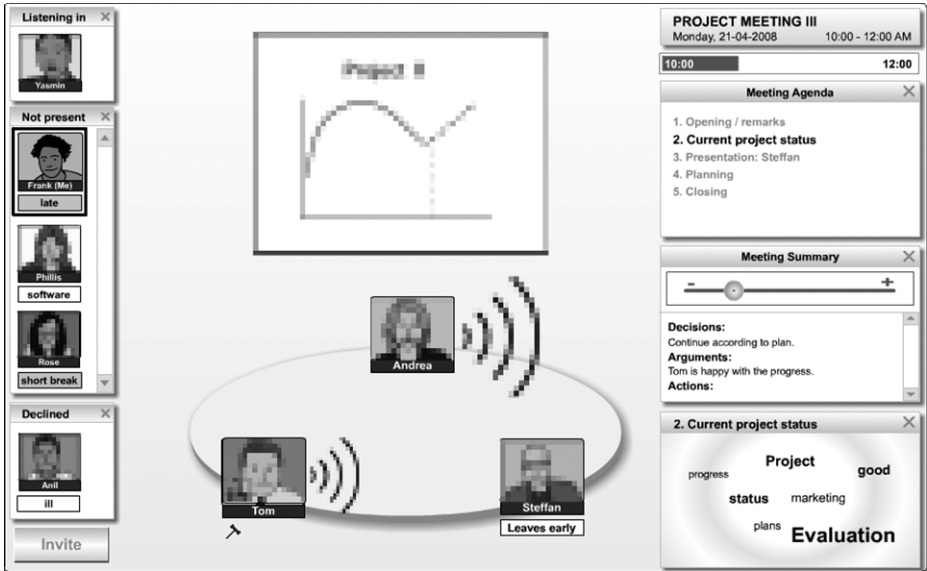 Listening in
Yasmin
Not present
Frank (Me)
late
Phillis
software
Rose
short break
Declined
Anil
ill
Invite
Project II
Andrea
Tom
Steffan
Leaves early
PROJECT MEETING III
Monday, 21-04-2008 10:00 - 12:00 AM
10:00 12:00
Meeting Agenda
1. Opening / remarks
2. Current project status
3. Presentation: Steffan
4. Planning
5. Closing
Meeting Summary
- +
Decisions:
Continue according to plan.
Arguments:
Tom is happy with the progress.
Actions:
2. Current project status
Project
progress good
status marketing
plans
Evaluation